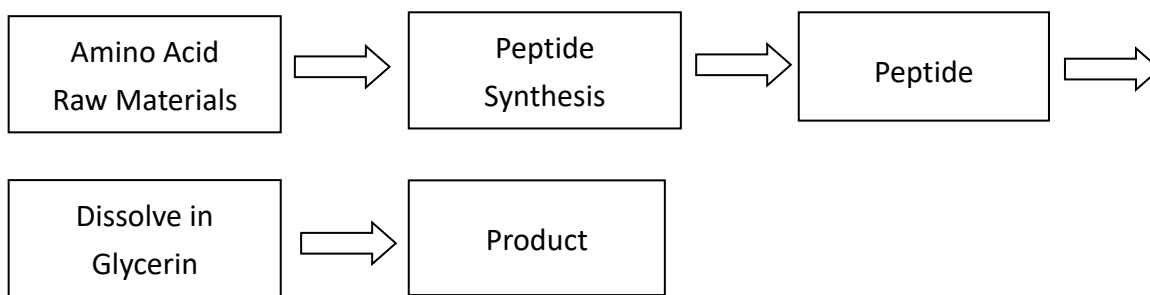 Amino Acid
Raw Materials
Peptide
Synthesis
Peptide
Dissolve in
Glycerin
Product